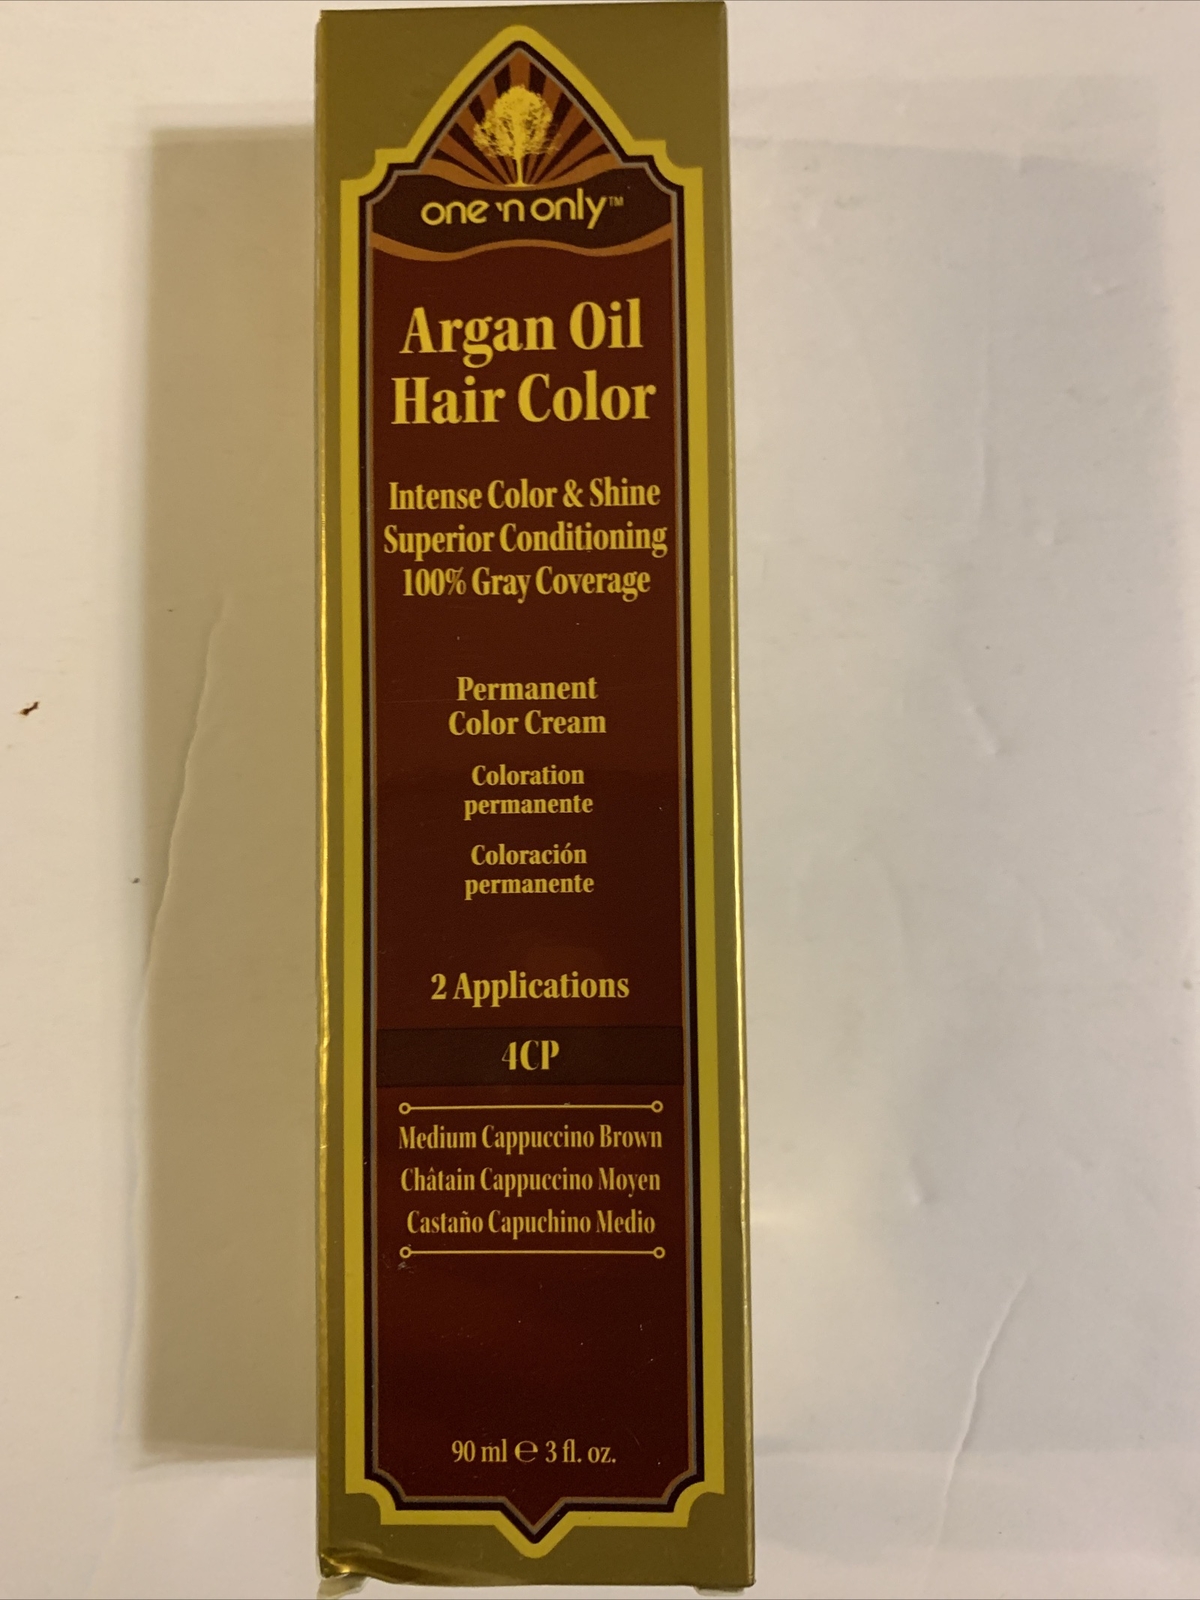 one 'n only™
Argan Oil
Hair Color
Intense Color & Shine
Superior Conditioning
100% Gray Coverage
Permanent
Color Cream
Coloration
permanente
Coloración
permanente
2 Applications
4CP
Medium Cappuccino Brown
Châtain Cappuccino Moyen
Castaño Capuchino Medio
90 ml ℮ 3 fl. oz.